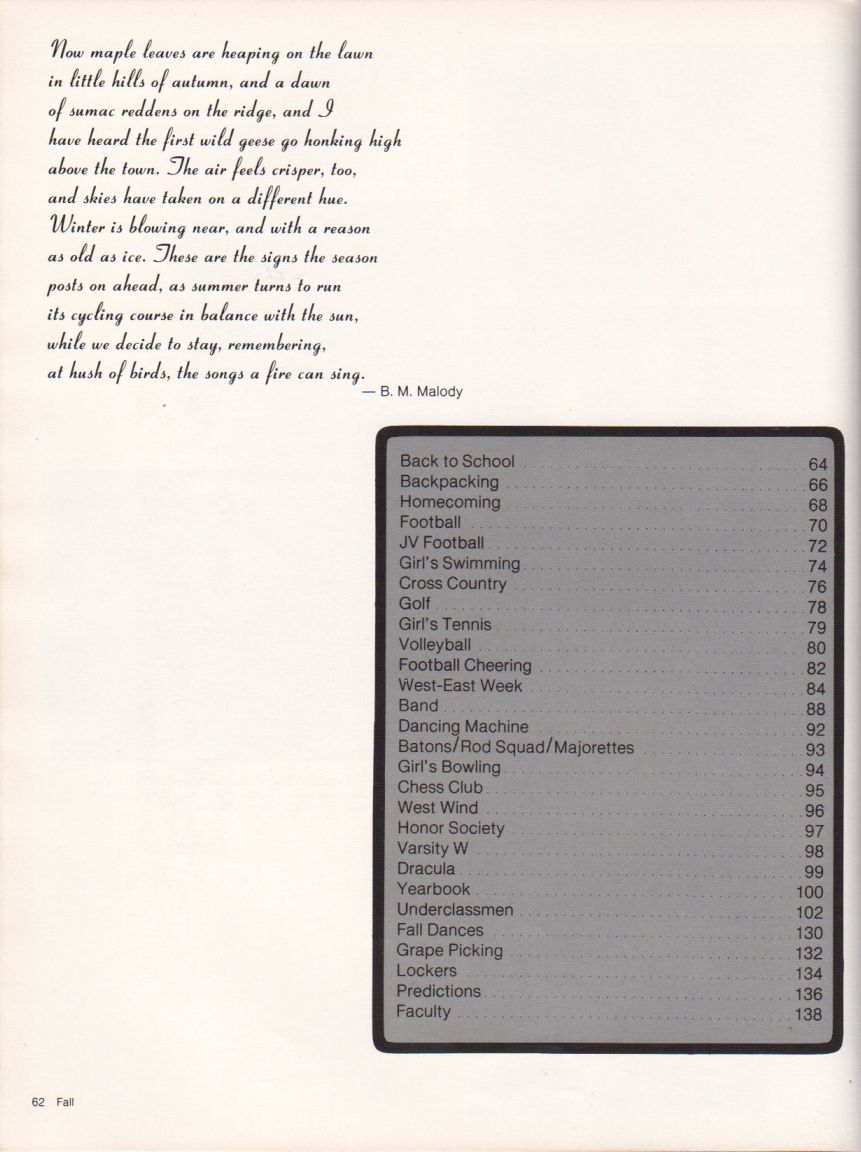 Now maple leaves are heaping on the lawn
in little hills of autumn, and a dawn
of sumac reddens on the ridge, and I
have heard the first wild geese go honking high
above the town. The air feels crisper, too,
and skies have taken on a different hue.
Winter is blowing near, and with a reason
as old as ice. These are the signs the season
posts on ahead, as summer turns to run
its cycling course in balance with the sun,
while we decide to stay, remembering,
at hush of birds, the songs a fire can sing.
— B. M. Malody
Back to School 64
Backpacking 66
Homecoming 68
Football 70
JV Football 72
Girl's Swimming 74
Cross Country 76
Golf 78
Girl's Tennis 79
Volleyball 80
Football Cheering 82
West-East Week 84
Band 88
Dancing Machine 92
Batons/Rod Squad/Majorettes 93
Girl's Bowling 94
Chess Club 95
West Wind 96
Honor Society 97
Varsity W 98
Dracula 99
Yearbook 100
Underclassmen 102
Fall Dances 130
Grape Picking 132
Lockers 134
Predictions 136
Faculty 138
62 Fall